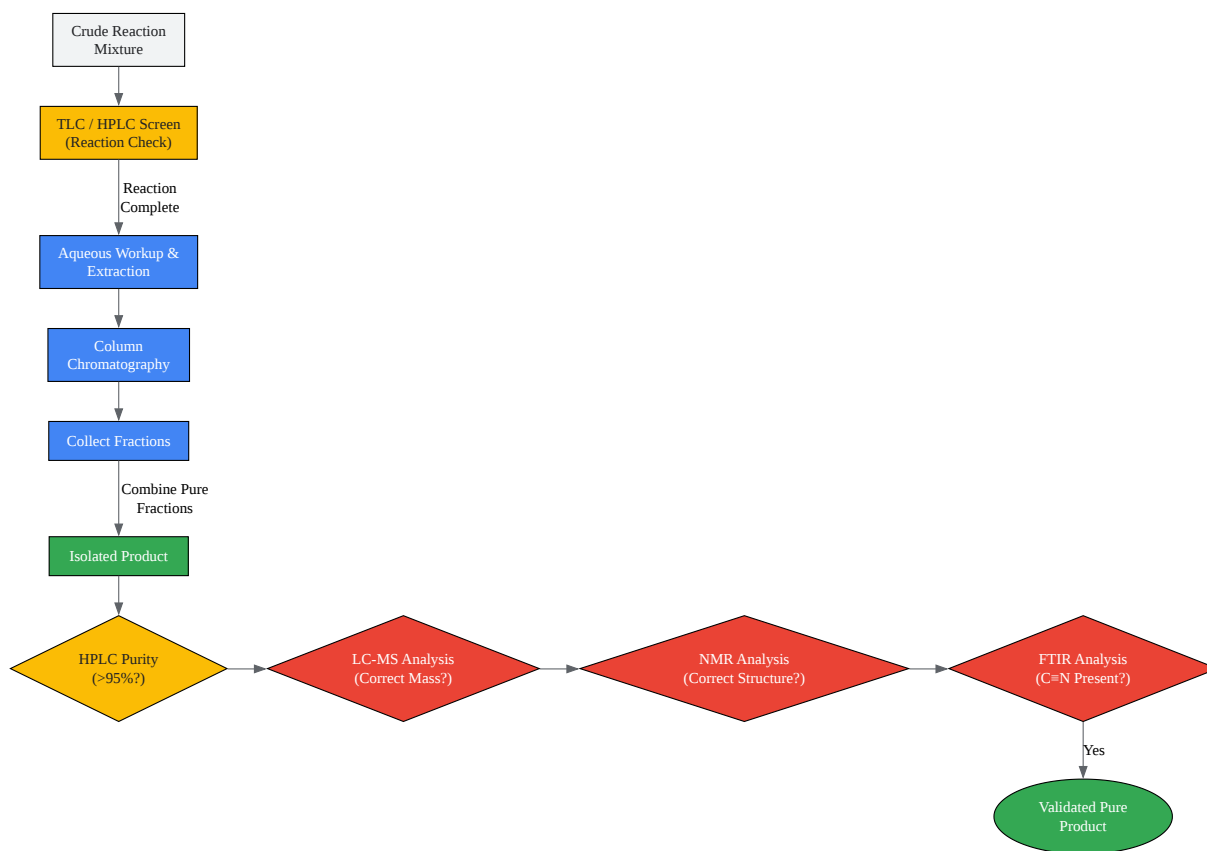 Crude Reaction
Mixture
TLC / HPLC Screen
(Reaction Check)
Reaction
Complete
Aqueous Workup &
Extraction
Column
Chromatography
Collect Fractions
Combine Pure
Fractions
Isolated Product
HPLC Purity
(>95%?)
LC-MS Analysis
(Correct Mass?)
NMR Analysis
(Correct Structure?)
FTIR Analysis
(C≡N Present?)
Yes
Validated Pure
Product